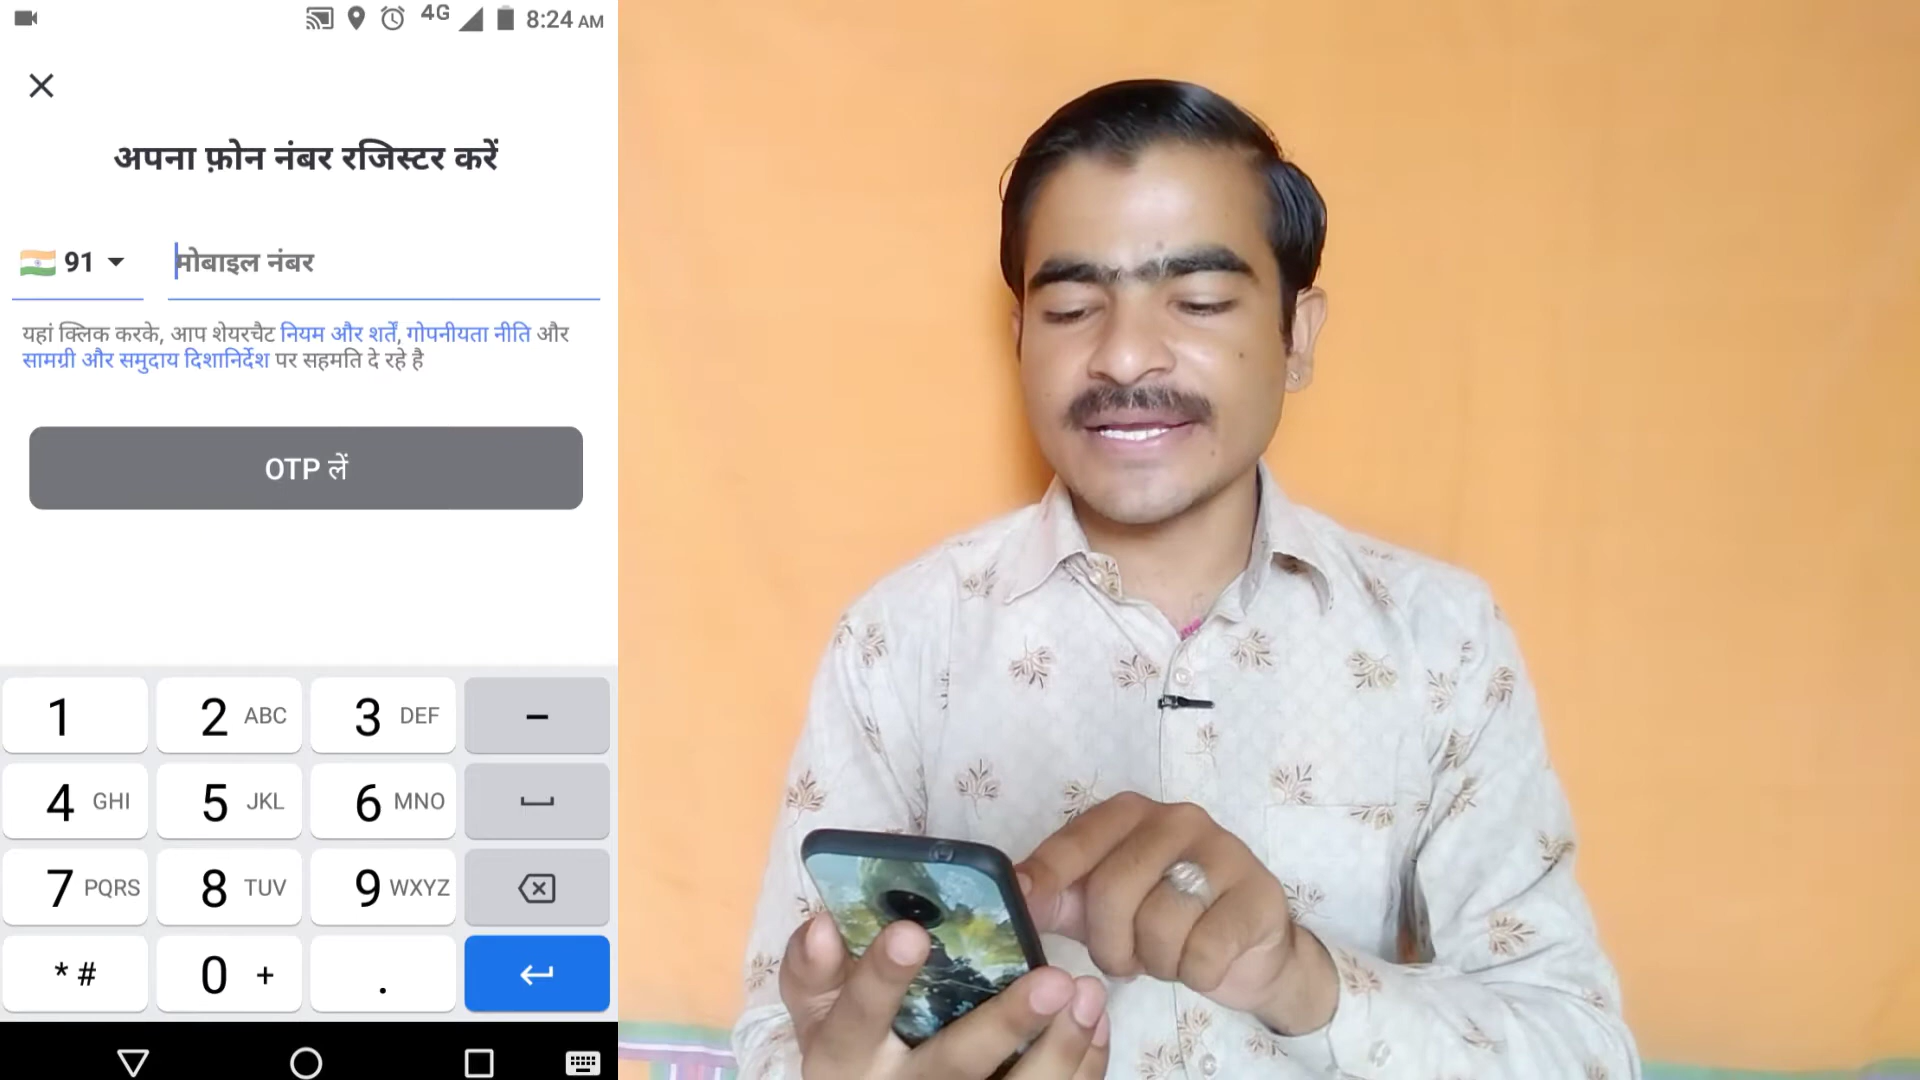 4G 8:24 AM
अपना फ़ोन नंबर रजिस्टर करें
91 मोबाइल नंबर
यहां क्लिक करके, आप शेयरचैट नियम और शर्तें, गोपनीयता नीति और
सामग्री और समुदाय दिशानिर्देश पर सहमति दे रहे है
OTP लें
1 2 ABC 3 DEF –
4 GHI 5 JKL 6 MNO
7 PQRS 8 TUV 9 WXYZ
* # 0 + .